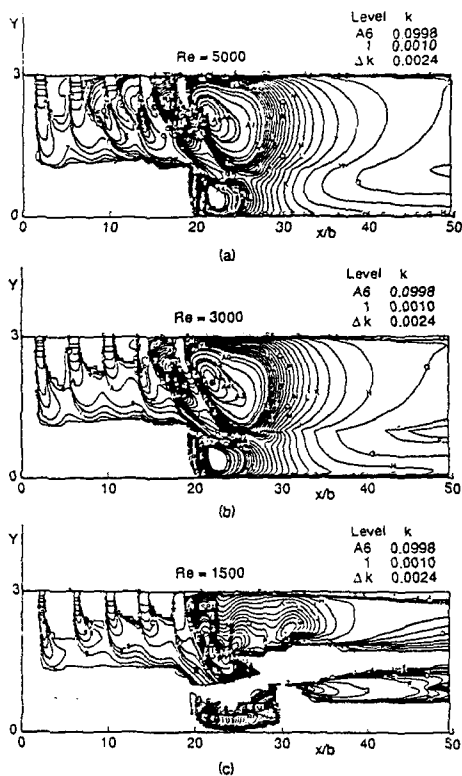 Y
Level k
A6 0.0998
1 0.0010
Δk 0.0024
Re = 5000
3
0
0 10 20 30 40 50
x/b
(a)
Y
Level k
A6 0.0998
1 0.0010
Δk 0.0024
Re = 3000
3
0
0 10 20 30 40 50
x/b
(b)
Y
Level k
A6 0.0998
1 0.0010
Δk 0.0024
Re = 1500
3
0
0 10 20 30 40 50
x/b
(c)